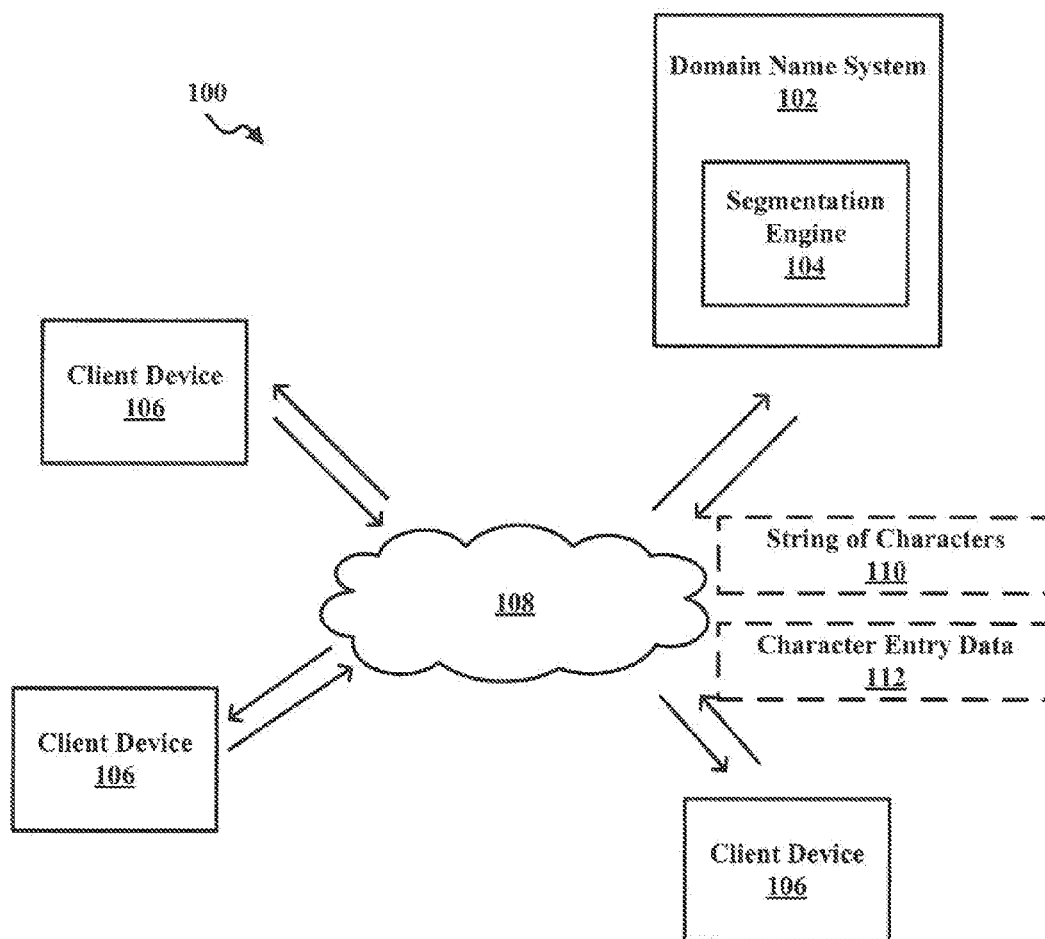 100
Domain Name System
102
Segmentation
Engine
104
Client Device
106
108
String of Characters
110
Character Entry Data
112
Client Device
106
Client Device
106